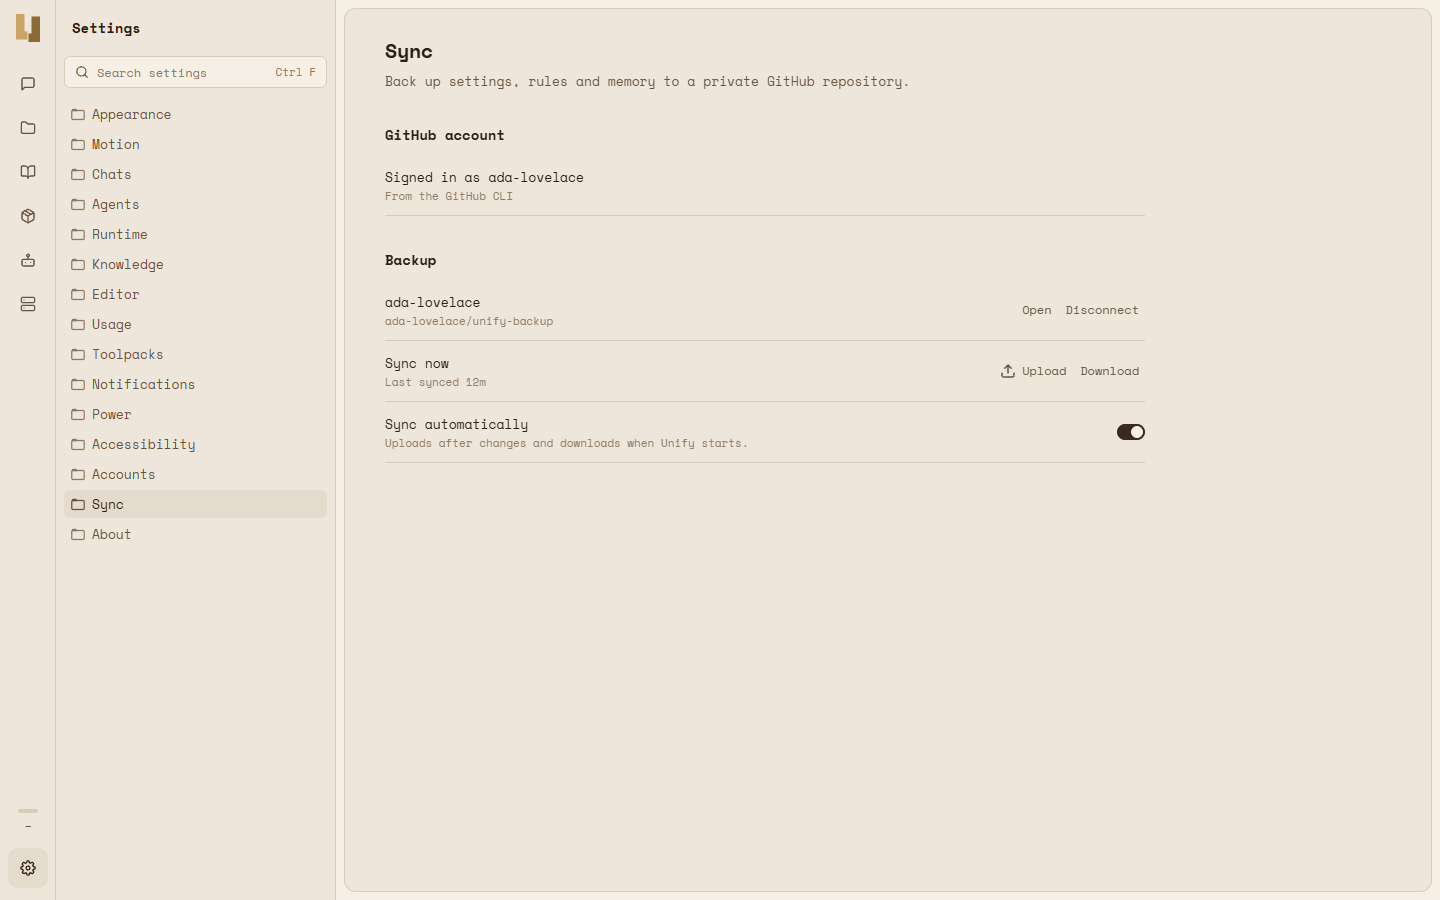 Settings
Search settings Ctrl F
Appearance
Motion
Chats
Agents
Runtime
Knowledge
Editor
Usage
Toolpacks
Notifications
Power
Accessibility
Accounts
Sync
About
–
Sync
Back up settings, rules and memory to a private GitHub repository.
GitHub account
Signed in as ada-lovelace
From the GitHub CLI
Backup
ada-lovelace
ada-lovelace/unify-backup
Open Disconnect
Sync now
Last synced 12m
Upload Download
Sync automatically
Uploads after changes and downloads when Unify starts.